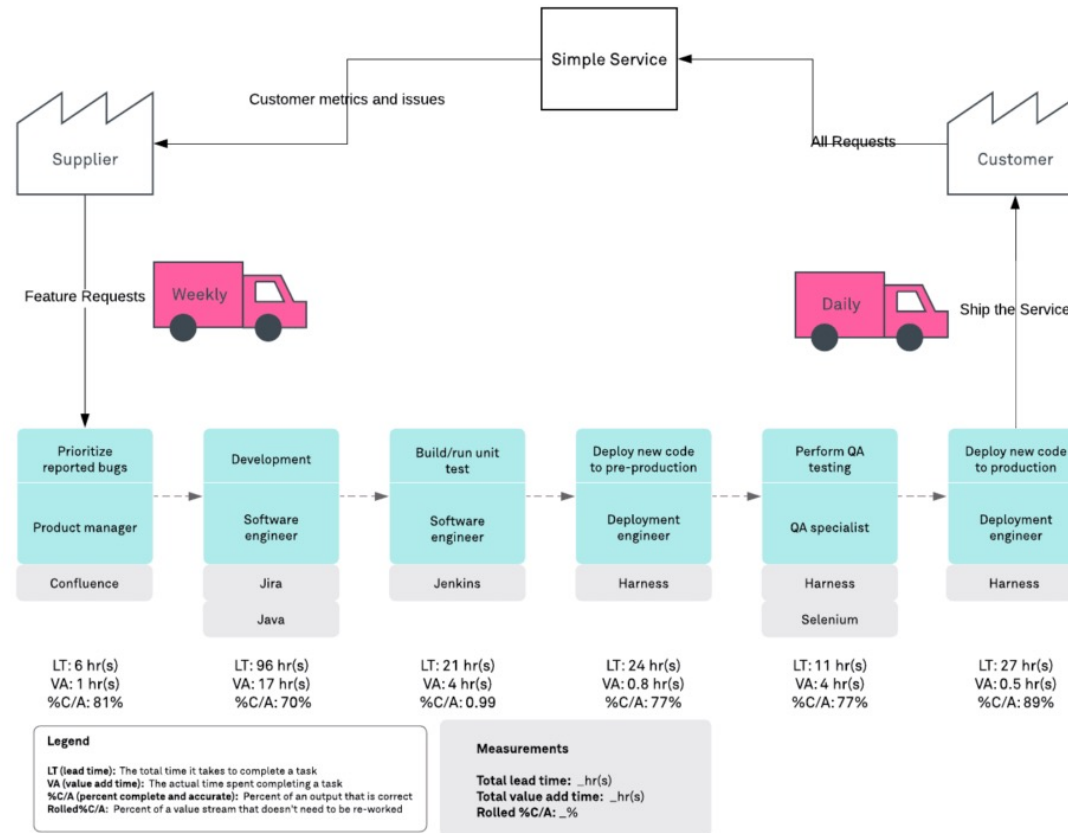 Simple Service
Customer metrics and issues
All Requests
Supplier
Customer
Feature Requests
Weekly
Daily
Ship the Service
Prioritize
reported bugs
Product manager
Confluence
Development
Software
engineer
Jira
Java
Build/run unit
test
Software
engineer
Jenkins
Deploy new code
to pre-production
Deployment
engineer
Harness
Perform QA
testing
QA specialist
Harness
Selenium
Deploy new code
to production
Deployment
engineer
Harness
LT: 6 hr(s)
VA: 1 hr(s)
%C/A: 81%
LT: 96 hr(s)
VA: 17 hr(s)
%C/A: 70%
LT: 21 hr(s)
VA: 4 hr(s)
%C/A: 0.99
LT: 24 hr(s)
VA: 0.8 hr(s)
%C/A: 77%
LT: 11 hr(s)
VA: 4 hr(s)
%C/A: 77%
LT: 27 hr(s)
VA: 0.5 hr(s)
%C/A: 89%
Legend
LT (lead time): The total time it takes to complete a task
VA (value add time): The actual time spent completing a task
%C/A (percent complete and accurate): Percent of an output that is correct
Rolled%C/A: Percent of a value stream that doesn't need to be re-worked
Measurements
Total lead time: _hr(s)
Total value add time: _hr(s)
Rolled %C/A: _%